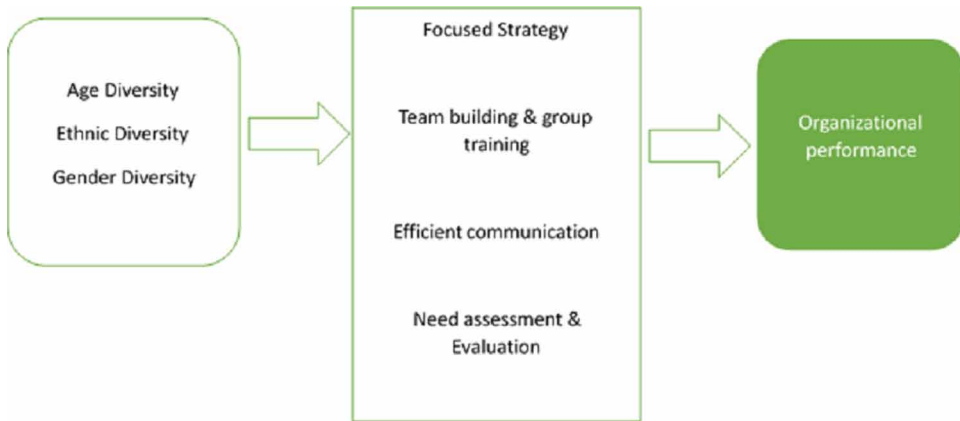 Age Diversity
Ethnic Diversity
Gender Diversity
Focused Strategy
Team building & group
training
Efficient communication
Need assessment &
Evaluation
Organizational
performance